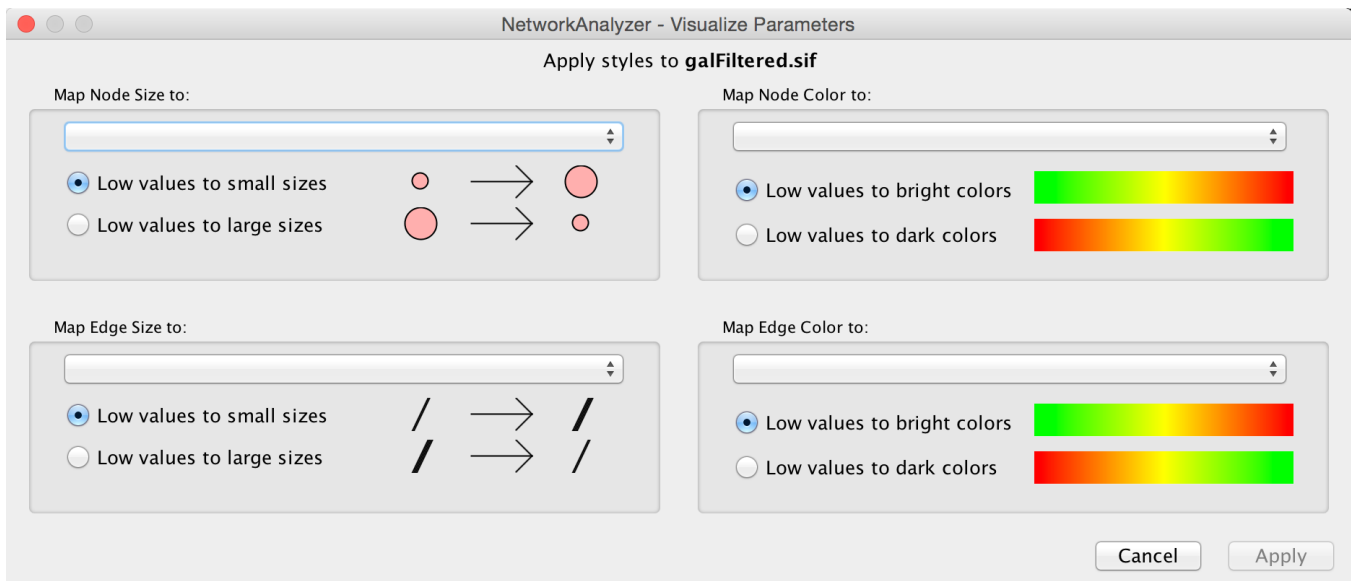 NetworkAnalyzer - Visualize Parameters
Apply styles to galFiltered.sif
Map Node Size to:
Low values to small sizes
Low values to large sizes
Map Node Color to:
Low values to bright colors
Low values to dark colors
Map Edge Size to:
Low values to small sizes
Low values to large sizes
Map Edge Color to:
Low values to bright colors
Low values to dark colors
Cancel
Apply